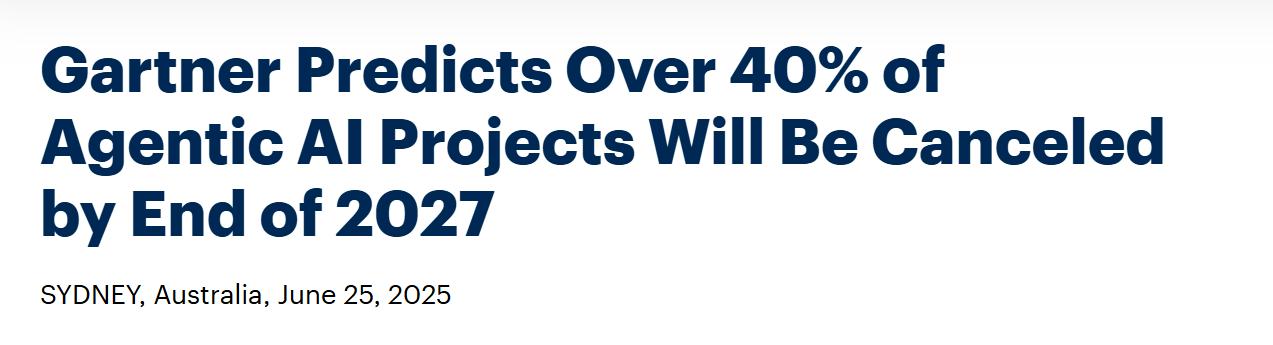 Gartner Predicts Over 40% of
Agentic AI Projects Will Be Canceled
by End of 2027
SYDNEY, Australia, June 25, 2025